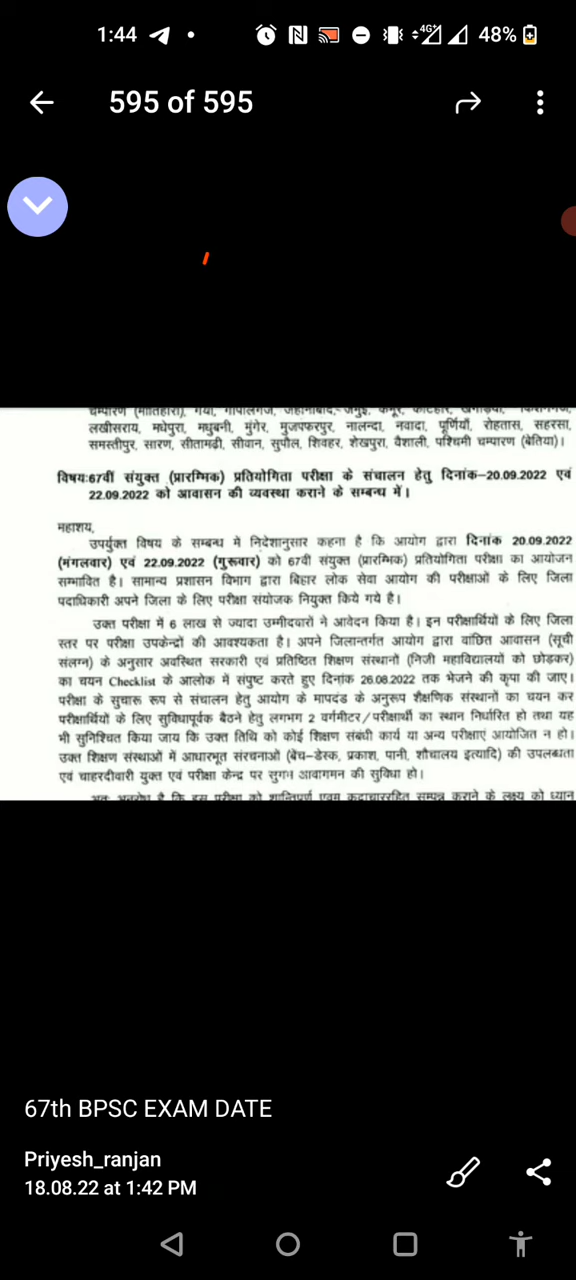 1:44
4G+
48%
595 of 595
लखीसराय, मधेपुरा, मधुबनी, मुंगेर, मुजफ्फरपुर, नालन्दा, नवादा, पूर्णियाँ, रोहतास, सहरसा,
समस्तीपुर, सारण, सीतामढ़ी, सीवान, सुपौल, शिवहर, शेखपुरा, वैशाली, पश्चिमी चम्पारण (बेतिया)।
विषय:67वीं संयुक्त (प्रारम्भिक) प्रतियोगिता परीक्षा के संचालन हेतु दिनांक-20.09.2022 एवं
22.09.2022 को आवासन की व्यवस्था कराने के सम्बन्ध में।
महाशय,
उपर्युक्त विषय के सम्बन्ध में निदेशानुसार कहना है कि आयोग द्वारा दिनांक 20.09.2022
(मंगलवार) एवं 22.09.2022 (गुरूवार) को 67वीं संयुक्त (प्रारम्भिक) प्रतियोगिता परीक्षा का आयोजन
सम्भावित है। सामान्य प्रशासन विभाग द्वारा बिहार लोक सेवा आयोग की परीक्षाओं के लिए जिला
पदाधिकारी अपने जिला के लिए परीक्षा संयोजक नियुक्त किये गये है।
उक्त परीक्षा में 6 लाख से ज्यादा उम्मीदवारों ने आवेदन किया है। इन परीक्षार्थियों के लिए जिला
स्तर पर परीक्षा उपकेन्द्रों की आवश्यकता है। अपने जिलान्तर्गत आयोग द्वारा वांछित आवासन (सूची
संलग्न) के अनुसार अवस्थित सरकारी एवं प्रतिष्ठित शिक्षण संस्थानों (निजी महाविद्यालयों को छोड़कर)
का चयन Checklist के आलोक में संपुष्ट करते हुए दिनांक 26.08.2022 तक भेजने की कृपा की जाए।
परीक्षा के सुचारू रूप से संचालन हेतु आयोग के मापदंड के अनुरूप शैक्षणिक संस्थानों का चयन कर
परीक्षार्थियों के लिए सुविधापूर्वक बैठने हेतु लगभग 2 वर्गमीटर/परीक्षार्थी का स्थान निर्धारित हो तथा यह
भी सुनिश्चित किया जाय कि उक्त तिथि को कोई शिक्षण संबंधी कार्य या अन्य परीक्षाएं आयोजित न हो।
उक्त शिक्षण संस्थाओं में आधारभूत संरचनाओं (बेंच-डेस्क, प्रकाश, पानी, शौचालय इत्यादि) की उपलब्धता
एवं चाहरदीवारी युक्त एवं परीक्षा केन्द्र पर सुगम आवागमन की सुविधा हो।
67th BPSC EXAM DATE
Priyesh_ranjan
18.08.22 at 1:42 PM